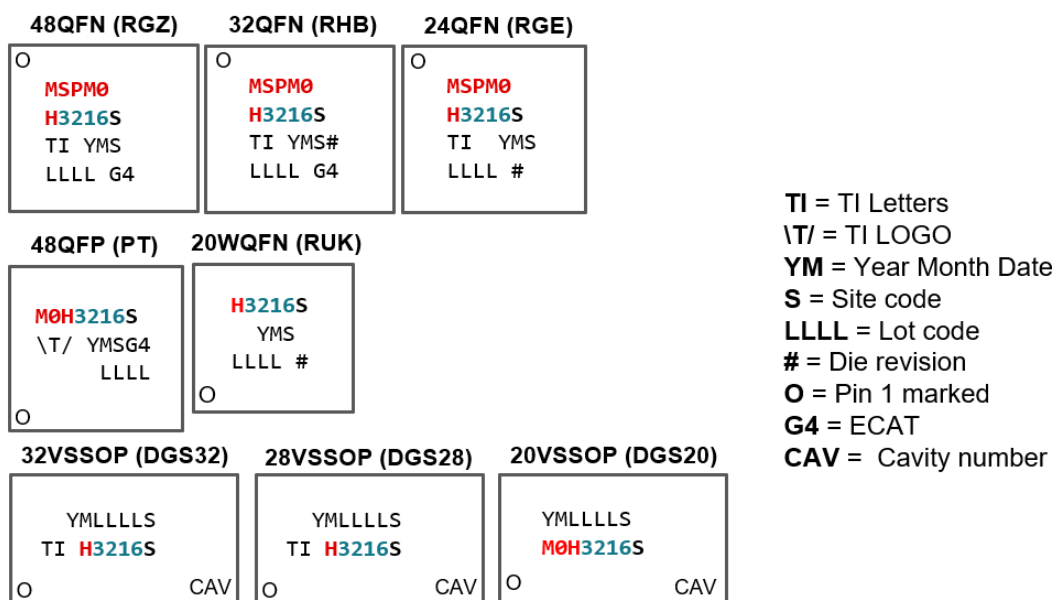 48QFN (RGZ)
O
MSPM0
H3216S
TI YMS
LLLL G4
32QFN (RHB)
O
MSPM0
H3216S
TI YMS#
LLLL G4
24QFN (RGE)
O
MSPM0
H3216S
TI YMS
LLLL #
48QFP (PT)
M0H3216S
\T/ YMSG4
LLLL
O
20WQFN (RUK)
H3216S
YMS
LLLL #
O
32VSSOP (DGS32)
YMLLLLS
TI H3216S
O CAV
28VSSOP (DGS28)
YMLLLLS
TI H3216S
O CAV
20VSSOP (DGS20)
YMLLLLS
M0H3216S
O CAV
TI = TI Letters
\T/ = TI LOGO
YM = Year Month Date
S = Site code
LLLL = Lot code
# = Die revision
O = Pin 1 marked
G4 = ECAT
CAV = Cavity number